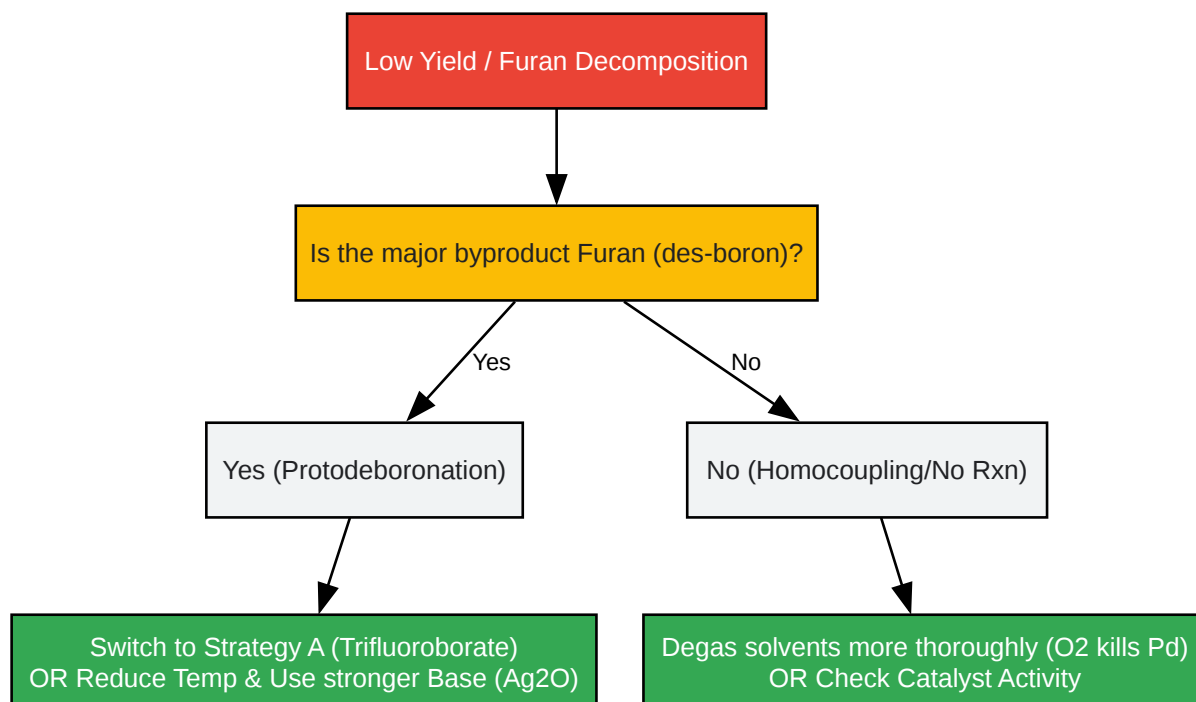 Low Yield / Furan Decomposition
Is the major byproduct Furan (des-boron)?
Yes
No
Yes (Protodeboronation)
No (Homocoupling/No Rxn)
Switch to Strategy A (Trifluoroborate)
OR Reduce Temp & Use stronger Base (Ag2O)
Degas solvents more thoroughly (O2 kills Pd)
OR Check Catalyst Activity